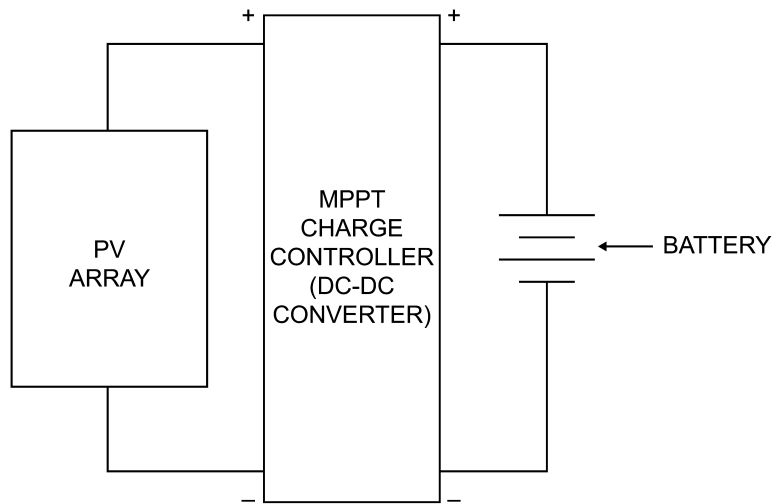 +
+
PV
ARRAY
MPPT
CHARGE
CONTROLLER
(DC-DC
CONVERTER)
BATTERY
–
–